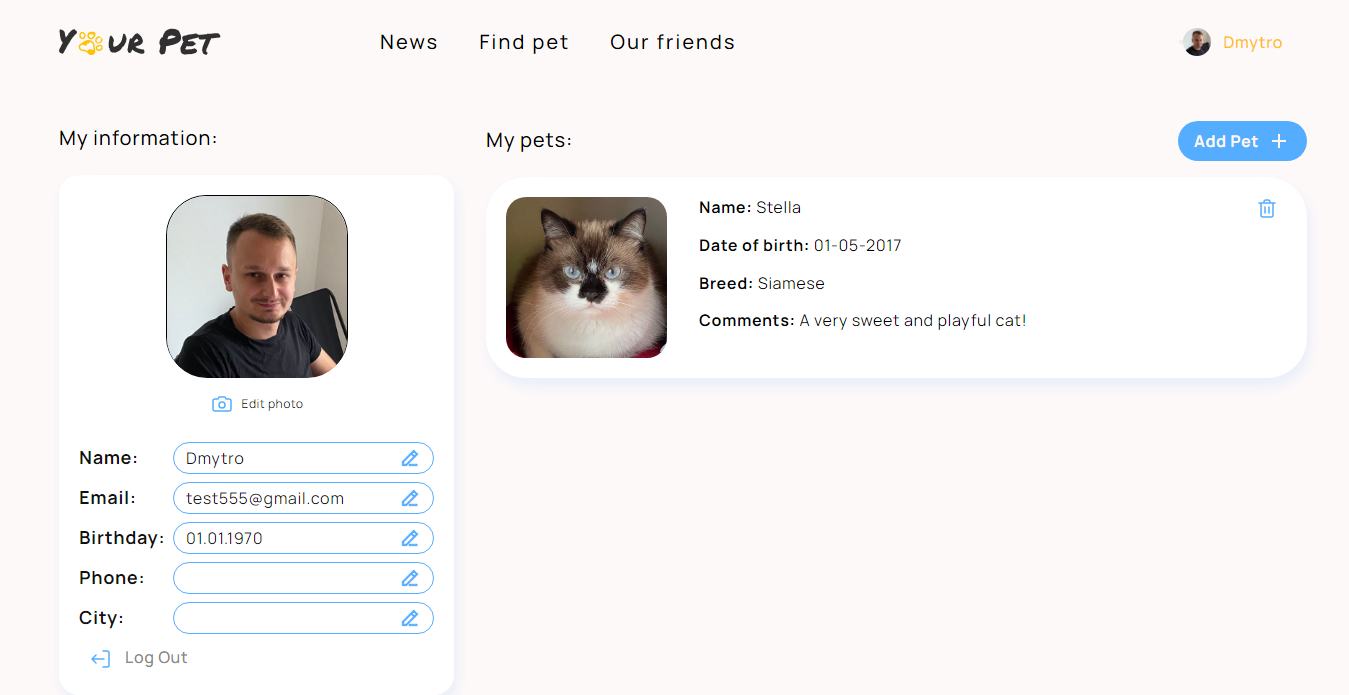 Your Pet
News Find pet Our friends
Dmytro
My information:
Edit photo
Name: Dmytro
Email: test555@gmail.com
Birthday: 01.01.1970
Phone:
City:
Log Out
My pets:
Add Pet +
Name: Stella
Date of birth: 01-05-2017
Breed: Siamese
Comments: A very sweet and playful cat!